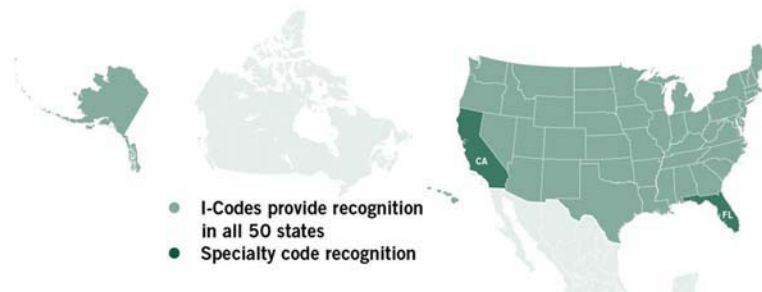 CA
FL
I-Codes provide recognition
in all 50 states
Specialty code recognition